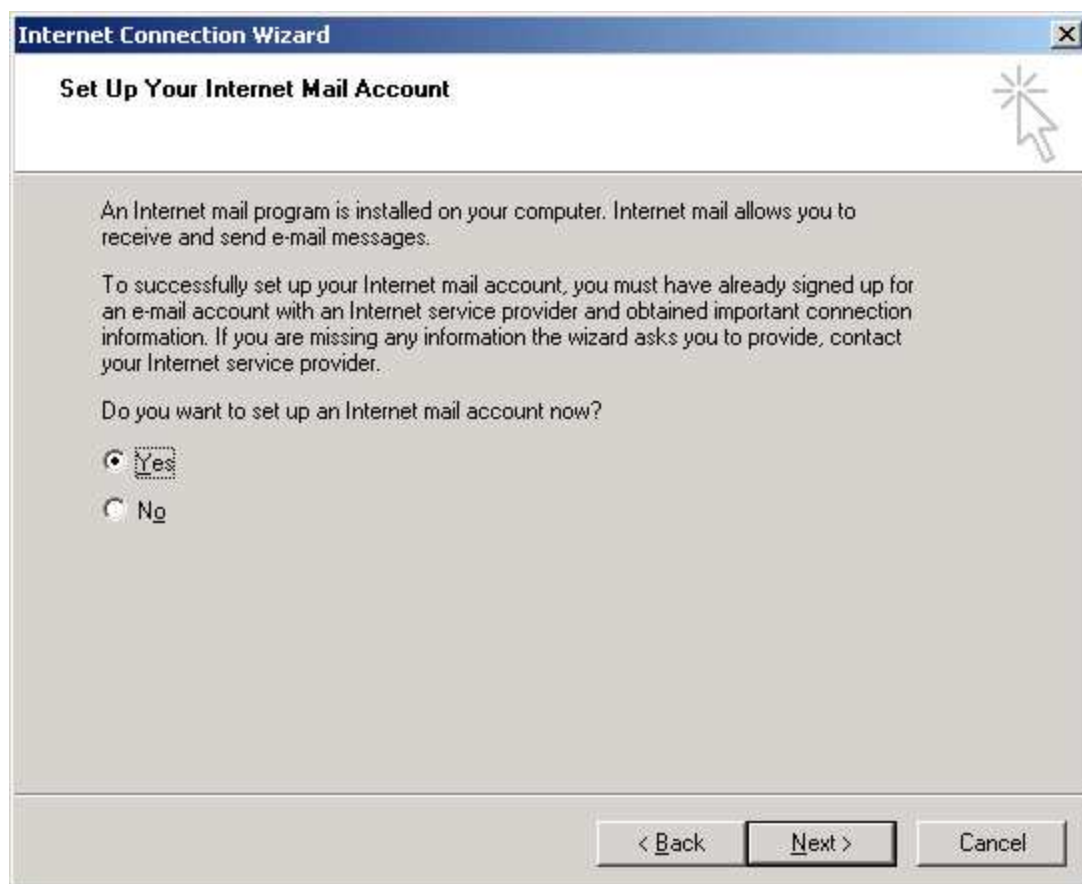 Internet Connection Wizard
Set Up Your Internet Mail Account
An Internet mail program is installed on your computer. Internet mail allows you to
receive and send e-mail messages.
To successfully set up your Internet mail account, you must have already signed up for
an e-mail account with an Internet service provider and obtained important connection
information. If you are missing any information the wizard asks you to provide, contact
your Internet service provider.
Do you want to set up an Internet mail account now?
Yes
No
< Back
Next >
Cancel